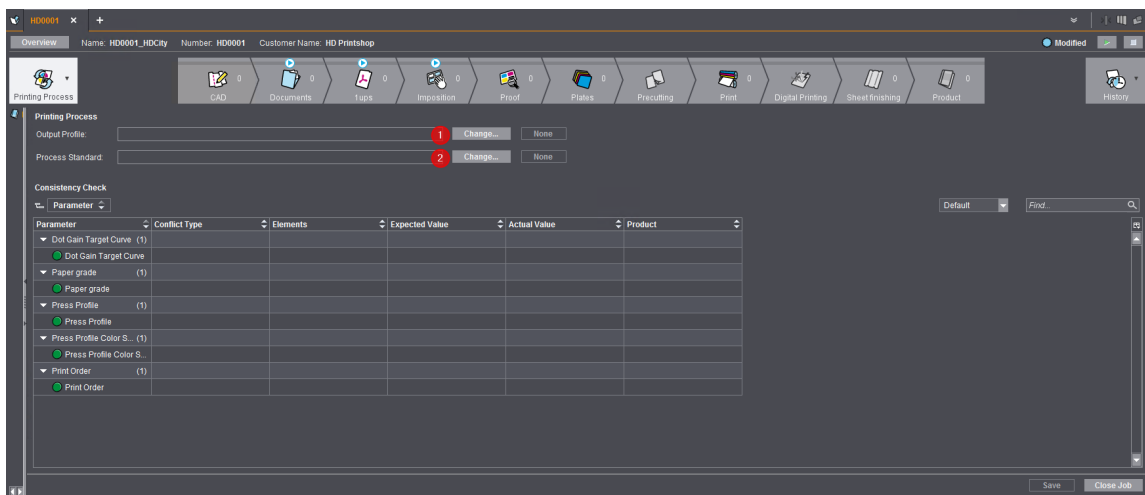 HD0001 × +
Overview Name: HD0001_HDCity Number: HD0001 Customer Name: HD Printshop Modified
0 0 0 0 0 0 0 0 0
Printing Process CAD Documents 1ups Imposition Proof Plates Precutting Print Digital Printing Sheet finishing Product History
Printing Process
Output Profile: 1 Change... None
Process Standard: 2 Change... None
Consistency Check
Parameter Default Find...
Parameter Conflict Type Elements Expected Value Actual Value Product
Dot Gain Target Curve (1)
Dot Gain Target Curve
Paper grade (1)
Paper grade
Press Profile (1)
Press Profile
Press Profile Color S... (1)
Press Profile Color S...
Print Order (1)
Print Order
Save Close Job